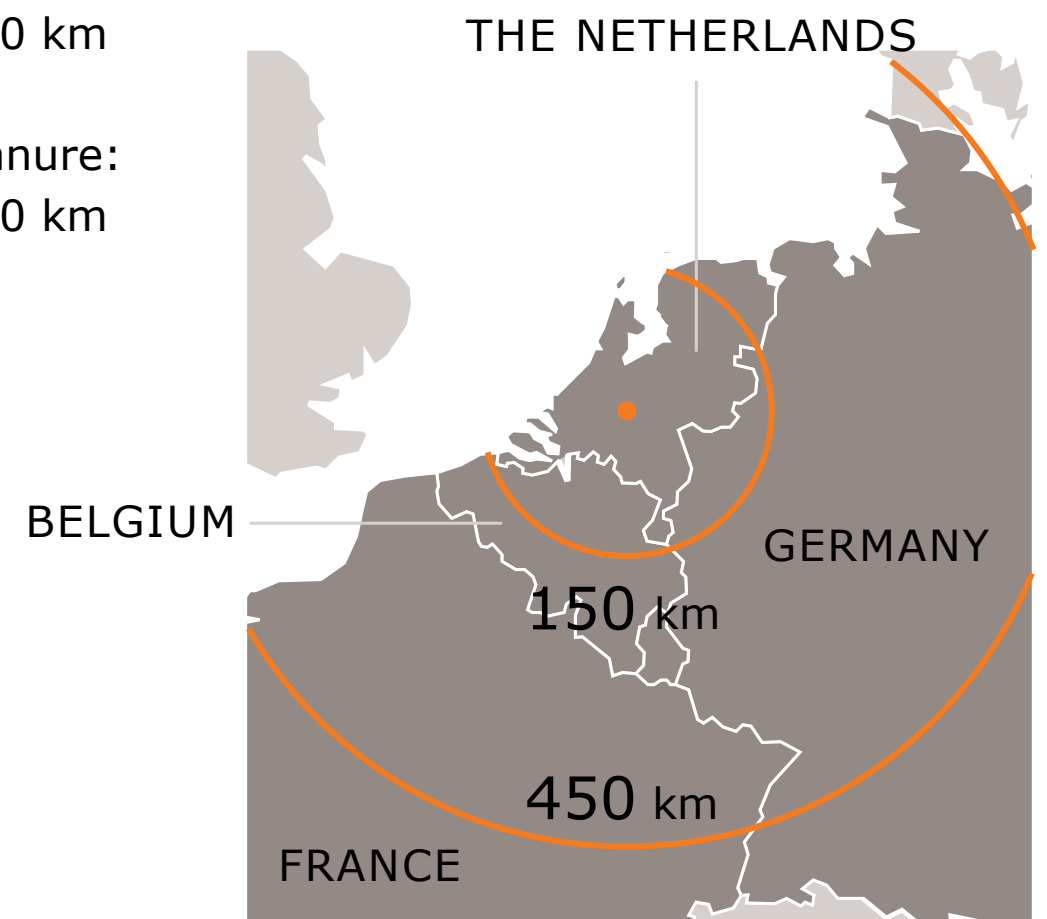 0 km
THE NETHERLANDS
nure:
0 km
BELGIUM
GERMANY
150 km
450 km
FRANCE